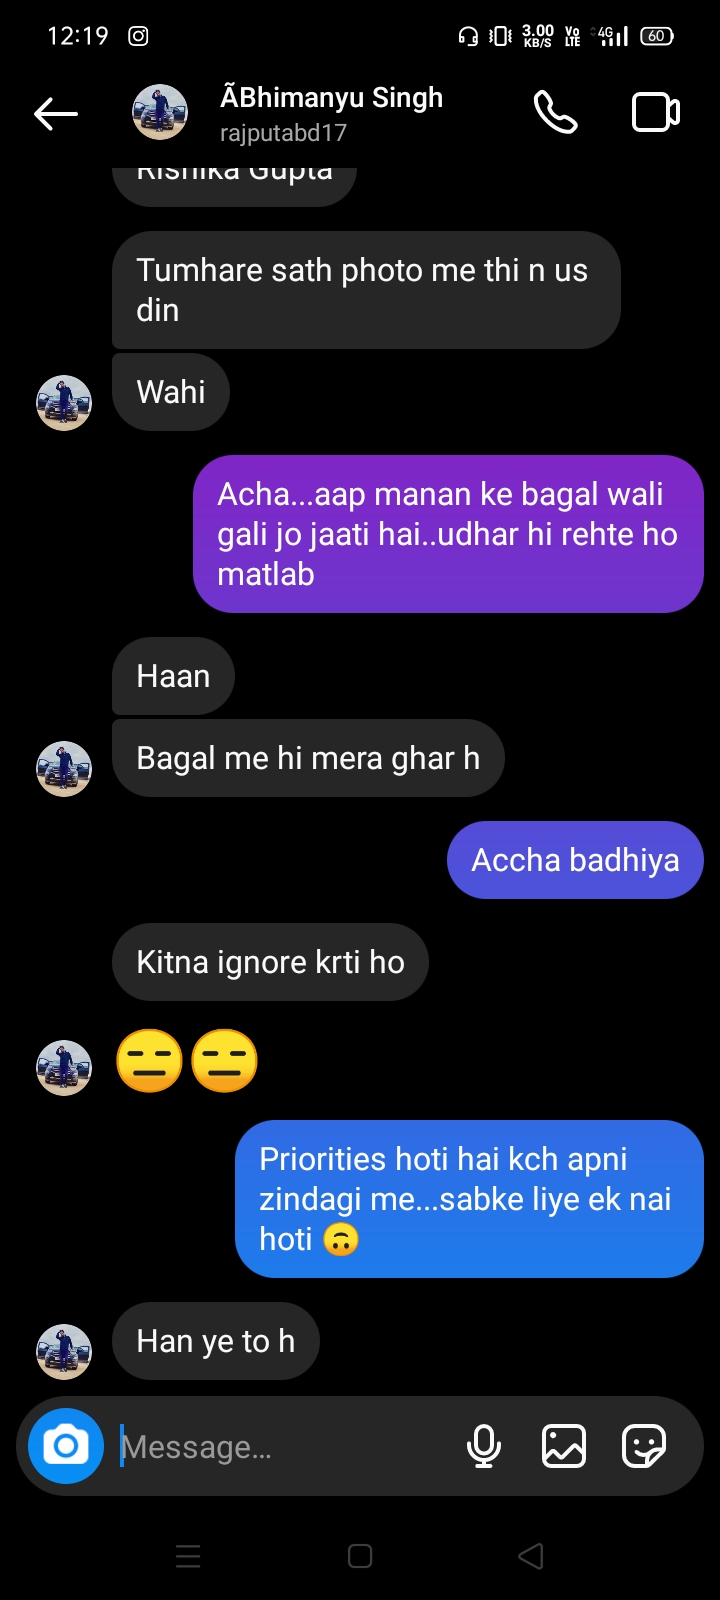 12:19
3.00
KB/S
Vo
LTE
4G
60
ÃBhimanyu Singh
rajputabd17
Rishika Gupta
Tumhare sath photo me thi n us
din
Wahi
Acha...aap manan ke bagal wali
gali jo jaati hai..udhar hi rehte ho
matlab
Haan
Bagal me hi mera ghar h
Accha badhiya
Kitna ignore krti ho
😑😑
Priorities hoti hai kch apni
zindagi me...sabke liye ek nai
hoti 🙃
Han ye to h
Message...